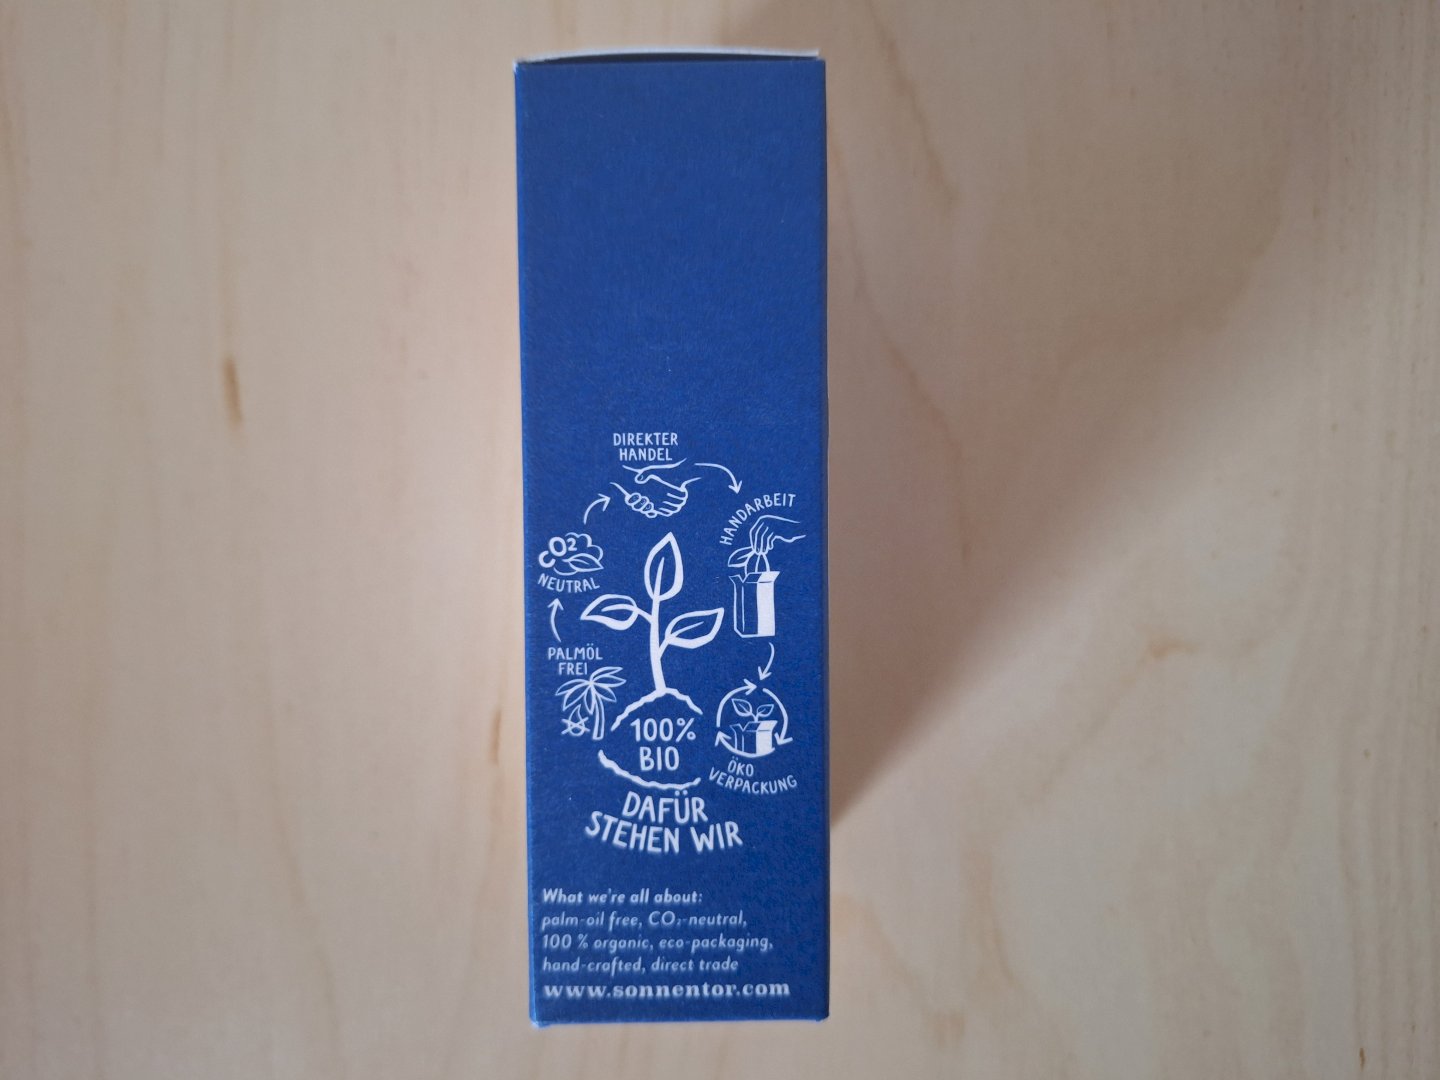 DIREKTER
HANDEL
HANDARBEIT
CO2
NEUTRAL
PALMÖL
FREI
100%
BIO
ÖKO
VERPACKUNG
DAFÜR
STEHEN WIR
What we're all about:
palm-oil free, CO₂-neutral,
100 % organic, eco-packaging,
hand-crafted, direct trade
www.sonnentor.com